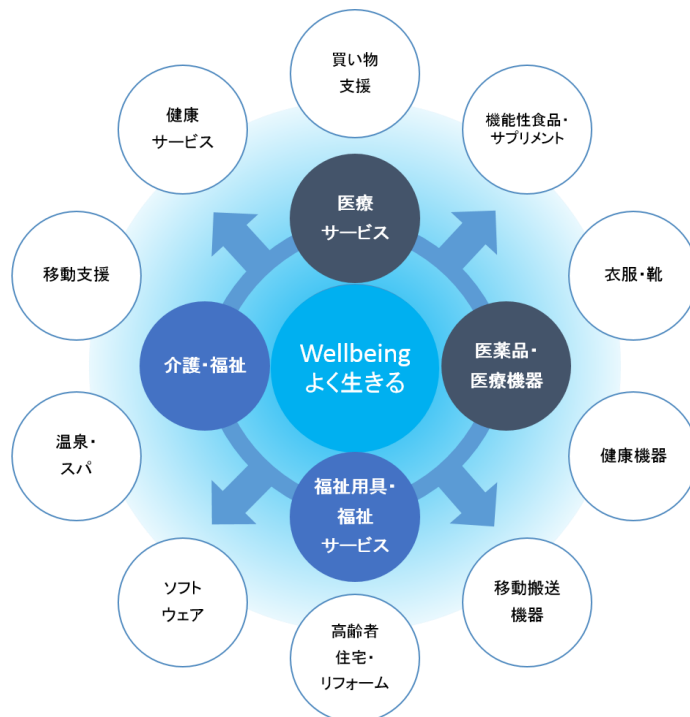 買い物
支援
健康
サービス
機能性食品・
サプリメント
医療
サービス
移動支援
衣服・靴
介護・福祉
Wellbeing
よく生きる
医薬品・
医療機器
温泉・
スパ
健康機器
福祉用具・
福祉
サービス
ソフト
ウェア
移動搬送
機器
高齢者
住宅・
リフォーム